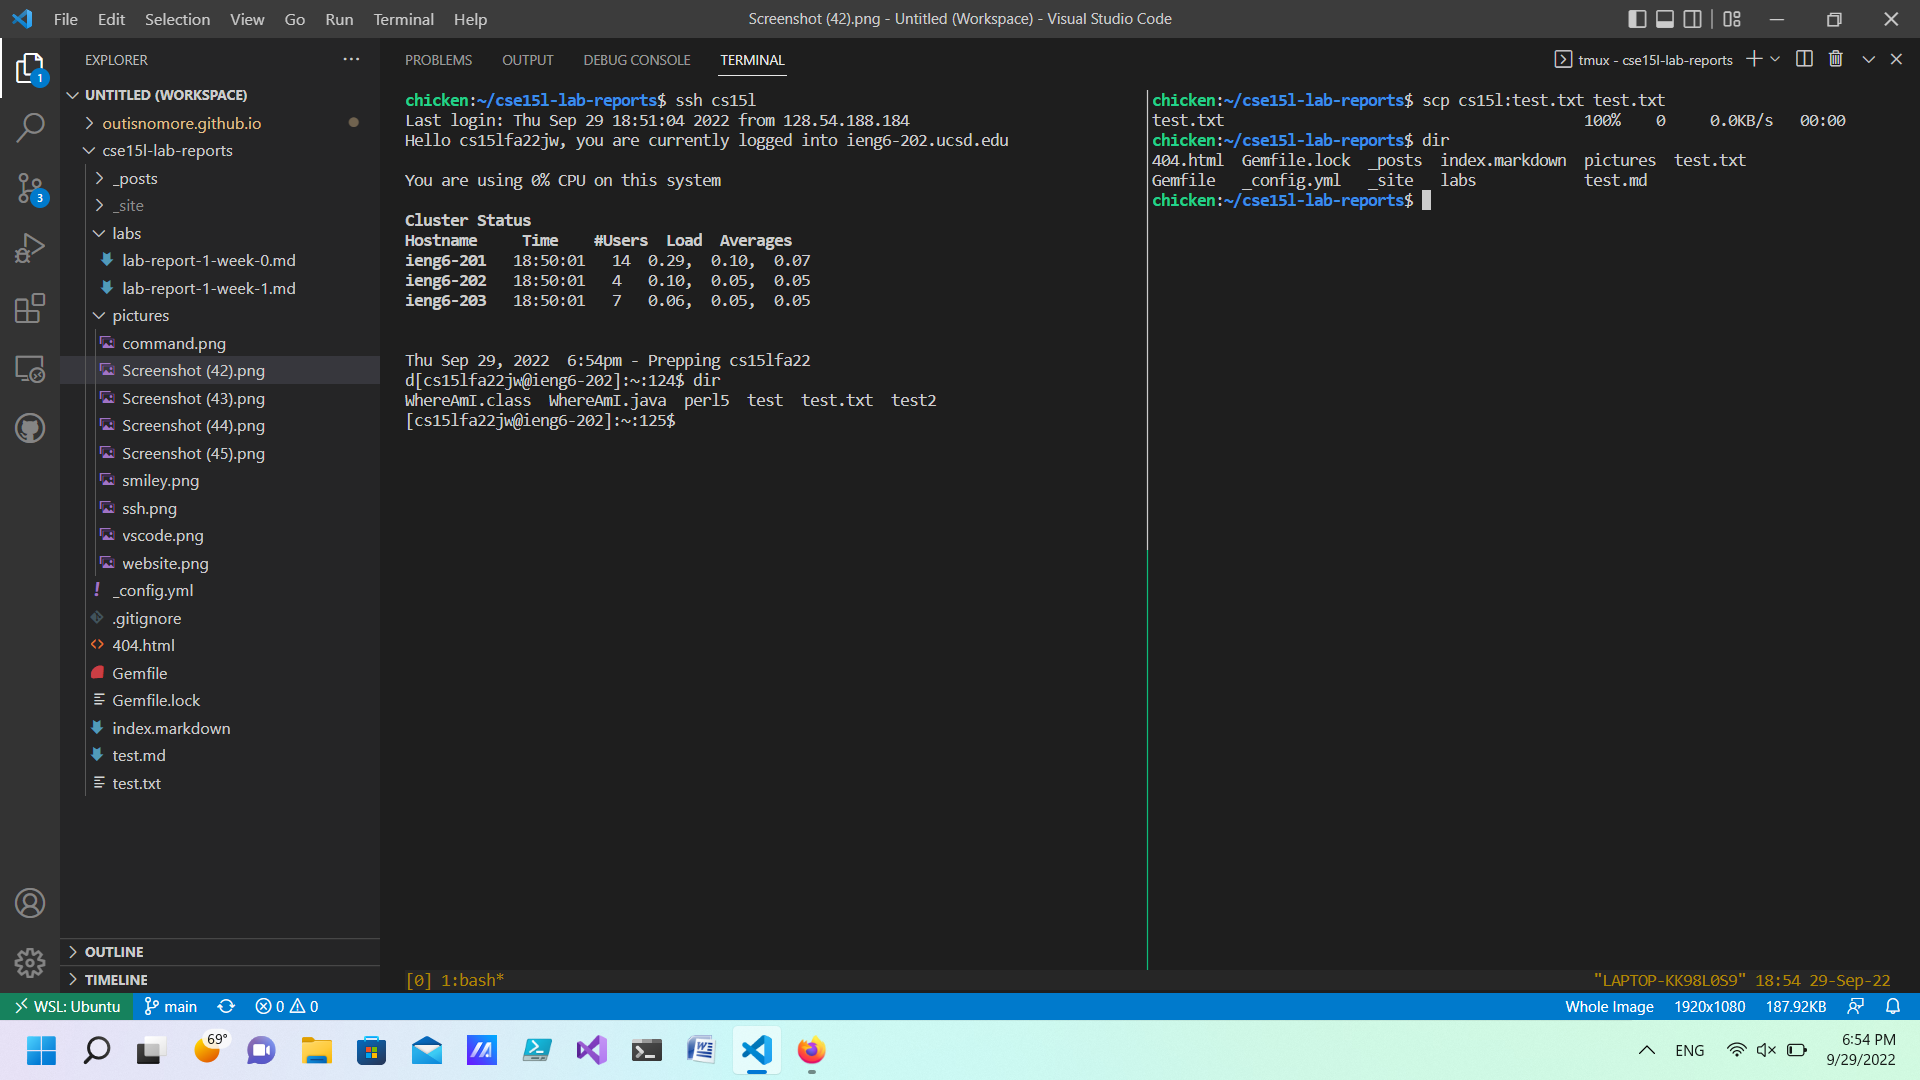 File Edit Selection View Go Run Terminal Help
Screenshot (42).png - Untitled (Workspace) - Visual Studio Code
EXPLORER
UNTITLED (WORKSPACE)
outisnomore.github.io
cse15l-lab-reports
_posts
_site
labs
lab-report-1-week-0.md
lab-report-1-week-1.md
pictures
command.png
Screenshot (42).png
Screenshot (43).png
Screenshot (44).png
Screenshot (45).png
smiley.png
ssh.png
vscode.png
website.png
_config.yml
.gitignore
404.html
Gemfile
Gemfile.lock
index.markdown
test.md
test.txt
OUTLINE
TIMELINE
1
3
PROBLEMS OUTPUT DEBUG CONSOLE TERMINAL
tmux - cse15l-lab-reports
chicken:~/cse15l-lab-reports$ ssh cs15l
Last login: Thu Sep 29 18:51:04 2022 from 128.54.188.184
Hello cs15lfa22jw, you are currently logged into ieng6-202.ucsd.edu
You are using 0% CPU on this system
Cluster Status
Hostname Time #Users Load Averages
ieng6-201 18:50:01 14 0.29, 0.10, 0.07
ieng6-202 18:50:01 4 0.10, 0.05, 0.05
ieng6-203 18:50:01 7 0.06, 0.05, 0.05
Thu Sep 29, 2022 6:54pm - Prepping cs15lfa22
d[cs15lfa22jw@ieng6-202]:~:124$ dir
WhereAmI.class WhereAmI.java perl5 test test.txt test2
[cs15lfa22jw@ieng6-202]:~:125$
chicken:~/cse15l-lab-reports$ scp cs15l:test.txt test.txt
test.txt 100% 0 0.0KB/s 00:00
chicken:~/cse15l-lab-reports$ dir
404.html Gemfile.lock _posts index.markdown pictures test.txt
Gemfile _config.yml _site labs test.md
chicken:~/cse15l-lab-reports$
[0] 1:bash*
"LAPTOP-KK98L0S9" 18:54 29-Sep-22
WSL: Ubuntu main 0 0
Whole Image 1920x1080 187.92KB
69°
ENG
6:54 PM
9/29/2022